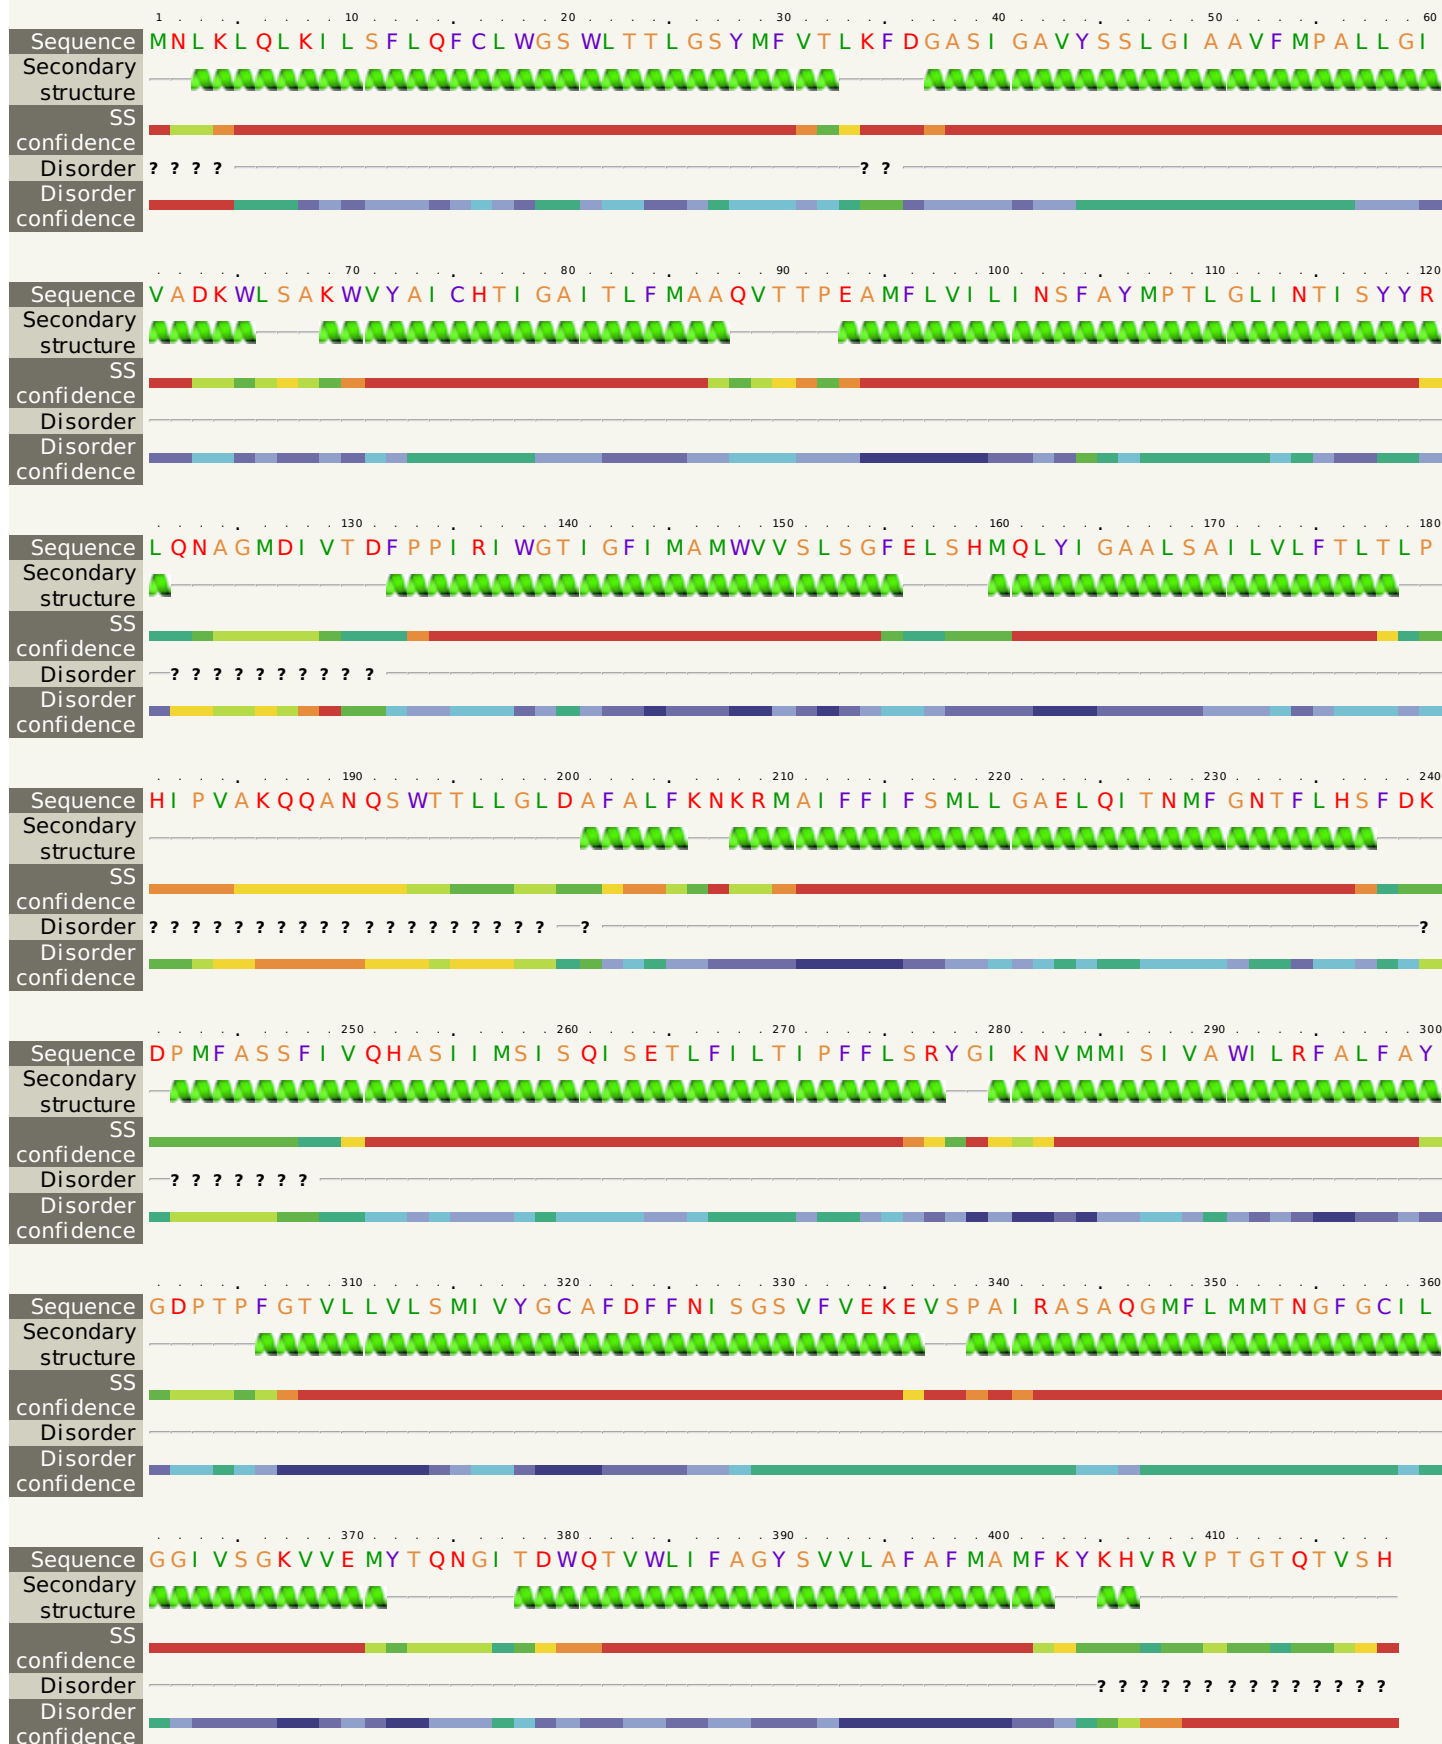 1 10 20 30 40 50 60
Sequence MNLKLQLKILSFLQFCLWGSWLTTLGSYMFVTLKFDGASIGAVYSSLGIAAVFMPALLGI
Secondary
structure
SS
confidence
Disorder ? ? ? ? ? ?
Disorder
confidence
70 80 90 100 110 120
Sequence VADKWLSAKWVYAICHTIGAITLFMAAQVTTPEAMFLVILINSFAYMPTLGLINTISYYR
Secondary
structure
SS
confidence
Disorder
Disorder
confidence
130 140 150 160 170 180
Sequence LQNAGMDIVTDFPPIRIWGTIGFIMAMWVVSLSGFELSHMQLYIGAALSAILVLFTLTLP
Secondary
structure
SS
confidence
Disorder ? ? ? ? ? ? ? ? ? ?
Disorder
confidence
190 200 210 220 230 240
Sequence HIPVAKQQANQSWTTLLGLDAFALFKNKRMAIFFIFSMLLGAELQITNMFGNTFLHSFDK
Secondary
structure
SS
confidence
Disorder ? ? ? ? ? ? ? ? ? ? ? ? ? ? ? ? ? ? ? ? ?
Disorder
confidence
250 260 270 280 290 300
Sequence DPMFASSFIVQHASIIMSISQISETLFILTIPFFLSRYGIKNVMMISIVAWILRFALFAY
Secondary
structure
SS
confidence
Disorder ? ? ? ? ? ? ?
Disorder
confidence
310 320 330 340 350 360
Sequence GDPTPFGTVLLVLSMIVYGCAFDFFNISGSVFVEKEVSPAIRASAQGMFLMMTNGFGCIL
Secondary
structure
SS
confidence
Disorder
Disorder
confidence
370 380 390 400 410
Sequence GGIVSGKVVEMYTQNGITDWQTVWLIFAGYSVVLAFAFMAMFKYKHVRVPTGTQTVSH
Secondary
structure
SS
confidence
Disorder ? ? ? ? ? ? ? ? ? ? ? ? ? ?
Disorder
confidence